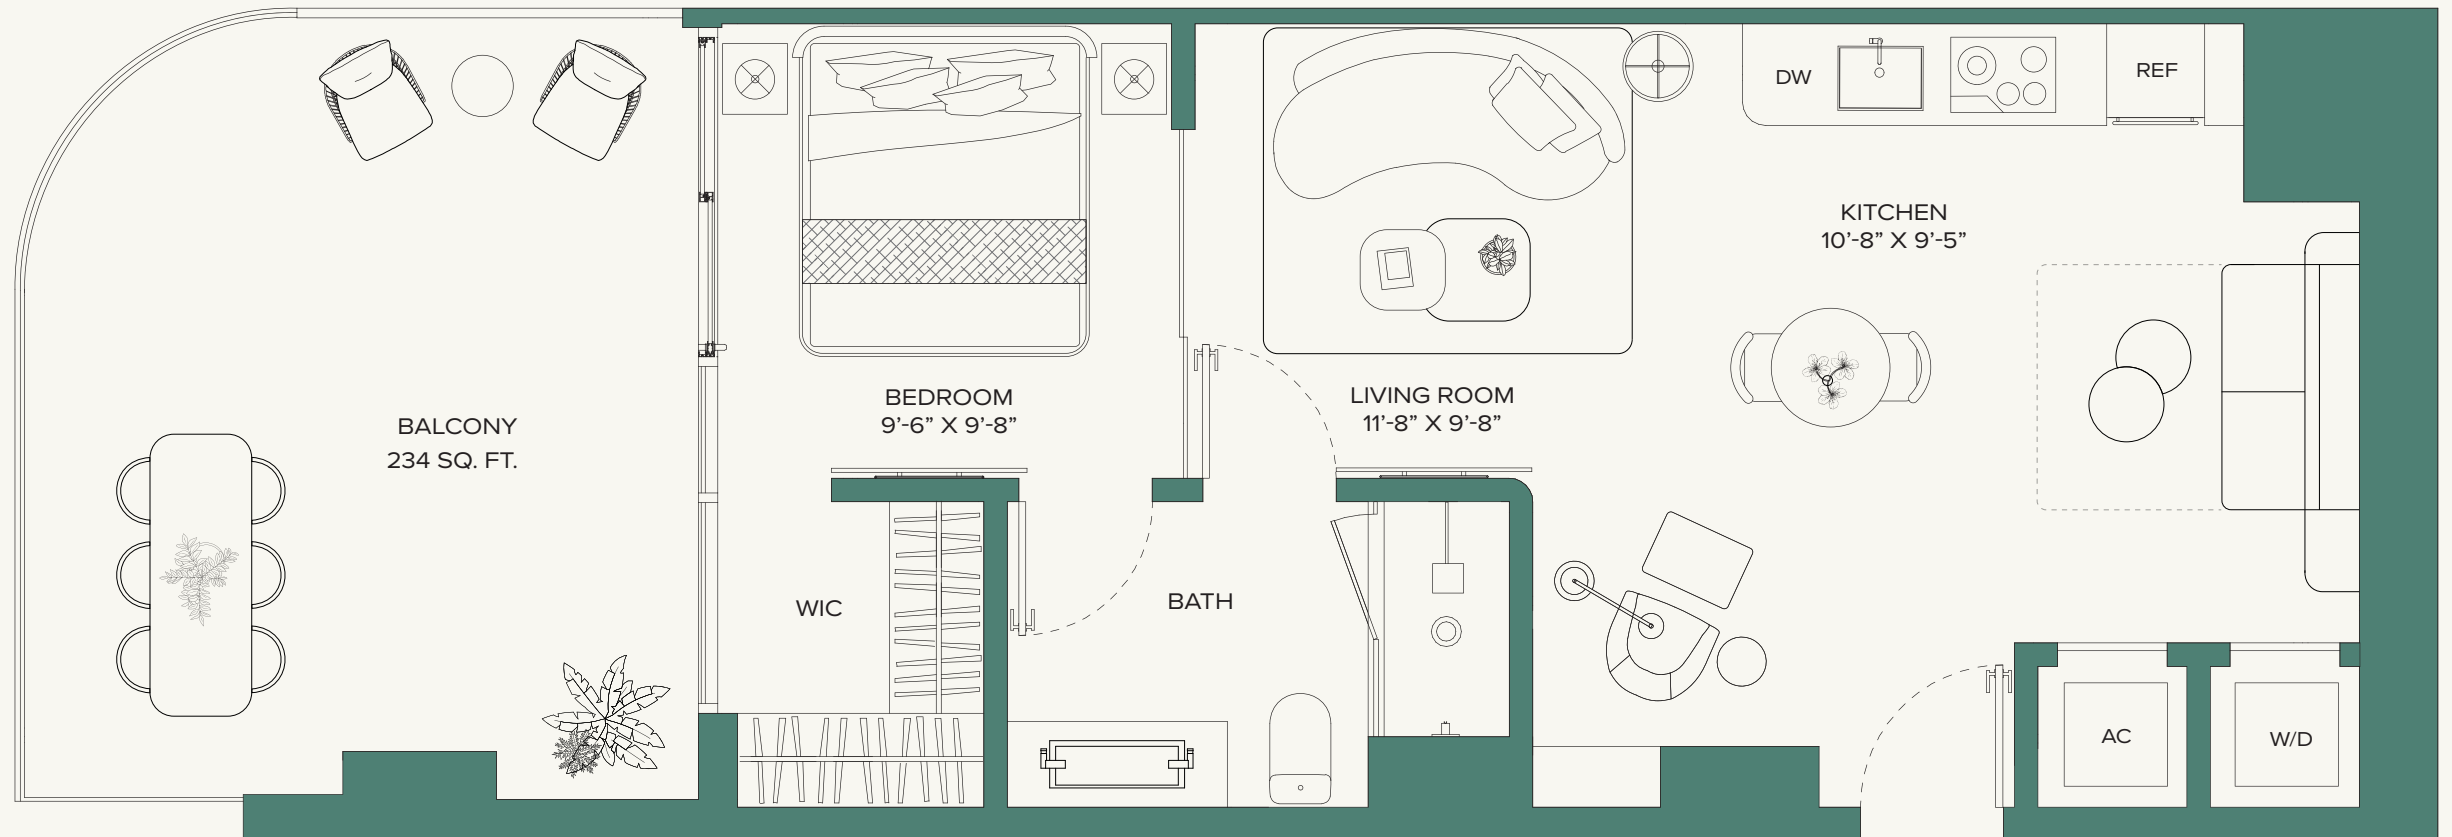 DW
REF
KITCHEN
10’-8” X 9’-5”
BEDROOM
9’-6” X 9’-8”
LIVING ROOM
11’-8” X 9’-8”
BALCONY
234 SQ. FT.
WIC
BATH
AC
W/D